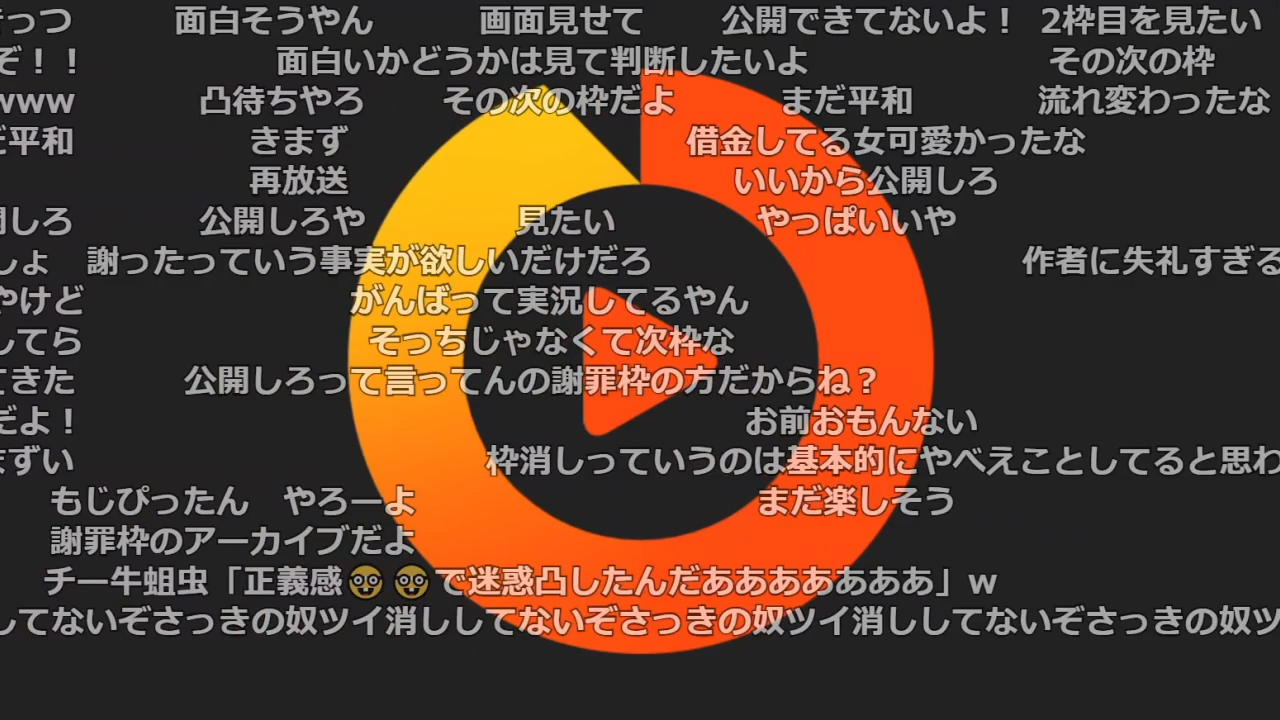 っつ 面白そうやん 画面見せて 公開できてないよ！ 2枠目を見たい
ぞ！！ 面白いかどうかは見て判断したいよ その次の枠
www 凸待ちやろ その次の枠だよ まだ平和 流れ変わったな
平和 きまず 借金してる女可愛かったな
再放送 いいから公開しろ
しろ 公開しろや 見たい やっぱいいや
しょ 謝ったっていう事実が欲しいだけだろ 作者に失礼すぎる
やけど がんばって実況してるやん
してら そっちじゃなくて次枠な
てきた 公開しろって言ってんの謝罪枠の方だからね？
だよ！ お前おもんない
まずい 枠消しっていうのは基本的にやべえことしてると思わ
もじぴったん やろーよ まだ楽しそう
謝罪枠のアーカイブだよ
チー牛蛆虫「正義感🤓🤓で迷惑凸したんだあああああああ」w
してないぞさっきの奴ツイ消ししてないぞさっきの奴ツイ消ししてないぞさっきの奴ツ